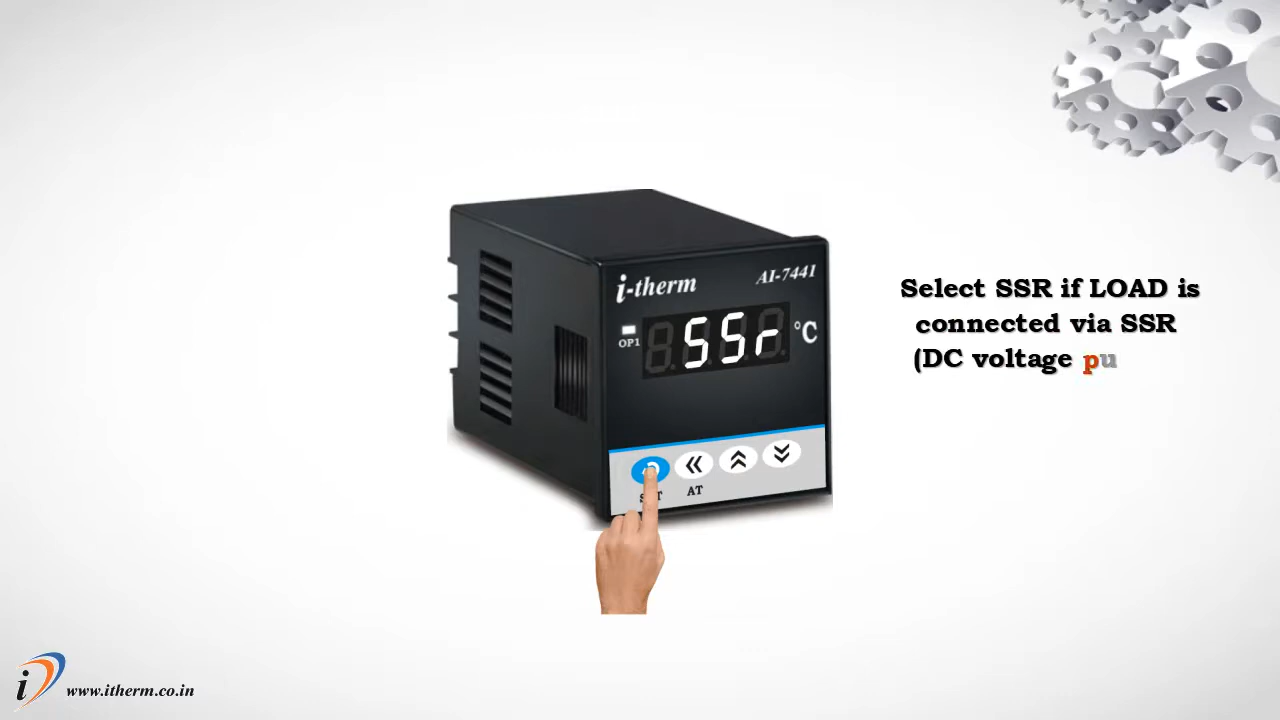 i-therm
AI-7441
SSr
°C
OP1
AT
Select SSR if LOAD is
connected via SSR
(DC voltage pu
www.itherm.co.in